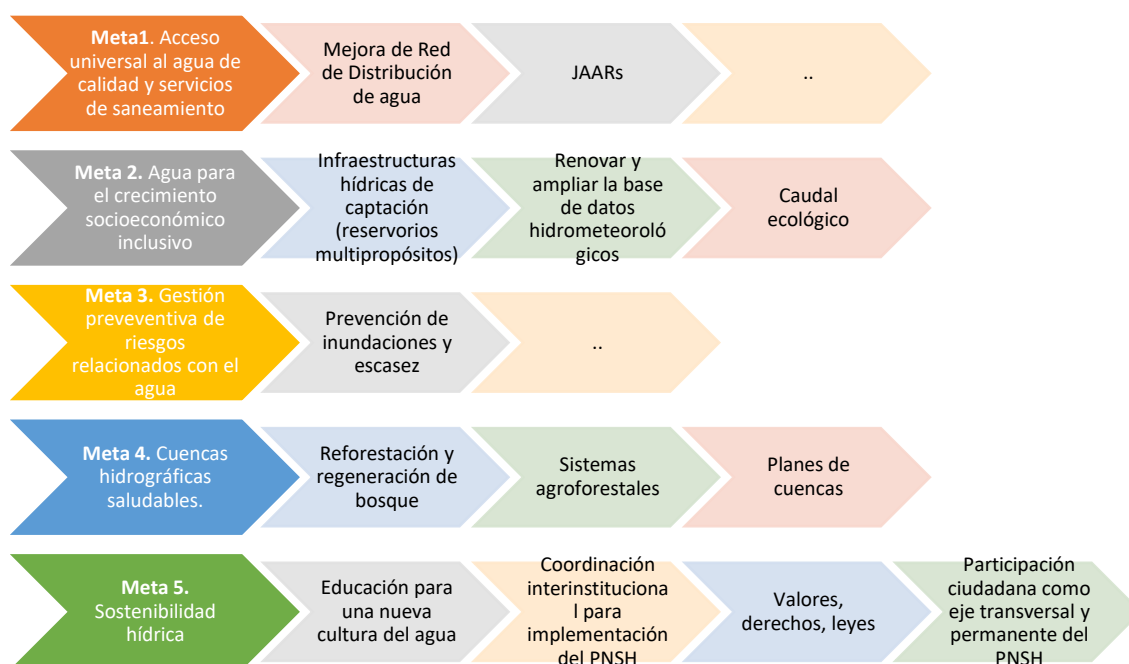 Meta1. Acceso
universal al agua de
calidad y servicios
de saneamiento
Mejora de Red
de Distribución
de agua
JAARs
..
Meta 2. Agua para
el crecimiento
socioeconómico
inclusivo
Infraestructuras
hídricas de
captación
(reservorios
multipropósitos)
Renovar y
ampliar la base
de datos
hidrometeoroló
gicos
Caudal
ecológico
Meta 3. Gestión
preveventiva de
riesgos
relacionados con el
agua
Prevención de
inundaciones y
escasez
..
Meta 4. Cuencas
hidrográficas
saludables.
Reforestación y
regeneración de
bosque
Sistemas
agroforestales
Planes de
cuencas
Meta 5.
Sostenibilidad
hídrica
Educación para
una nueva
cultura del agua
Coordinación
interinstituciona
l para
implementación
del PNSH
Valores,
derechos, leyes
Participación
ciudadana como
eje transversal y
permanente del
PNSH